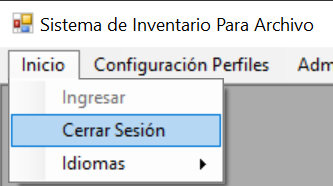 Sistema de Inventario Para Archivo
Inicio Configuración Perfiles
Ingresar
Cerrar Sesión
Idiomas